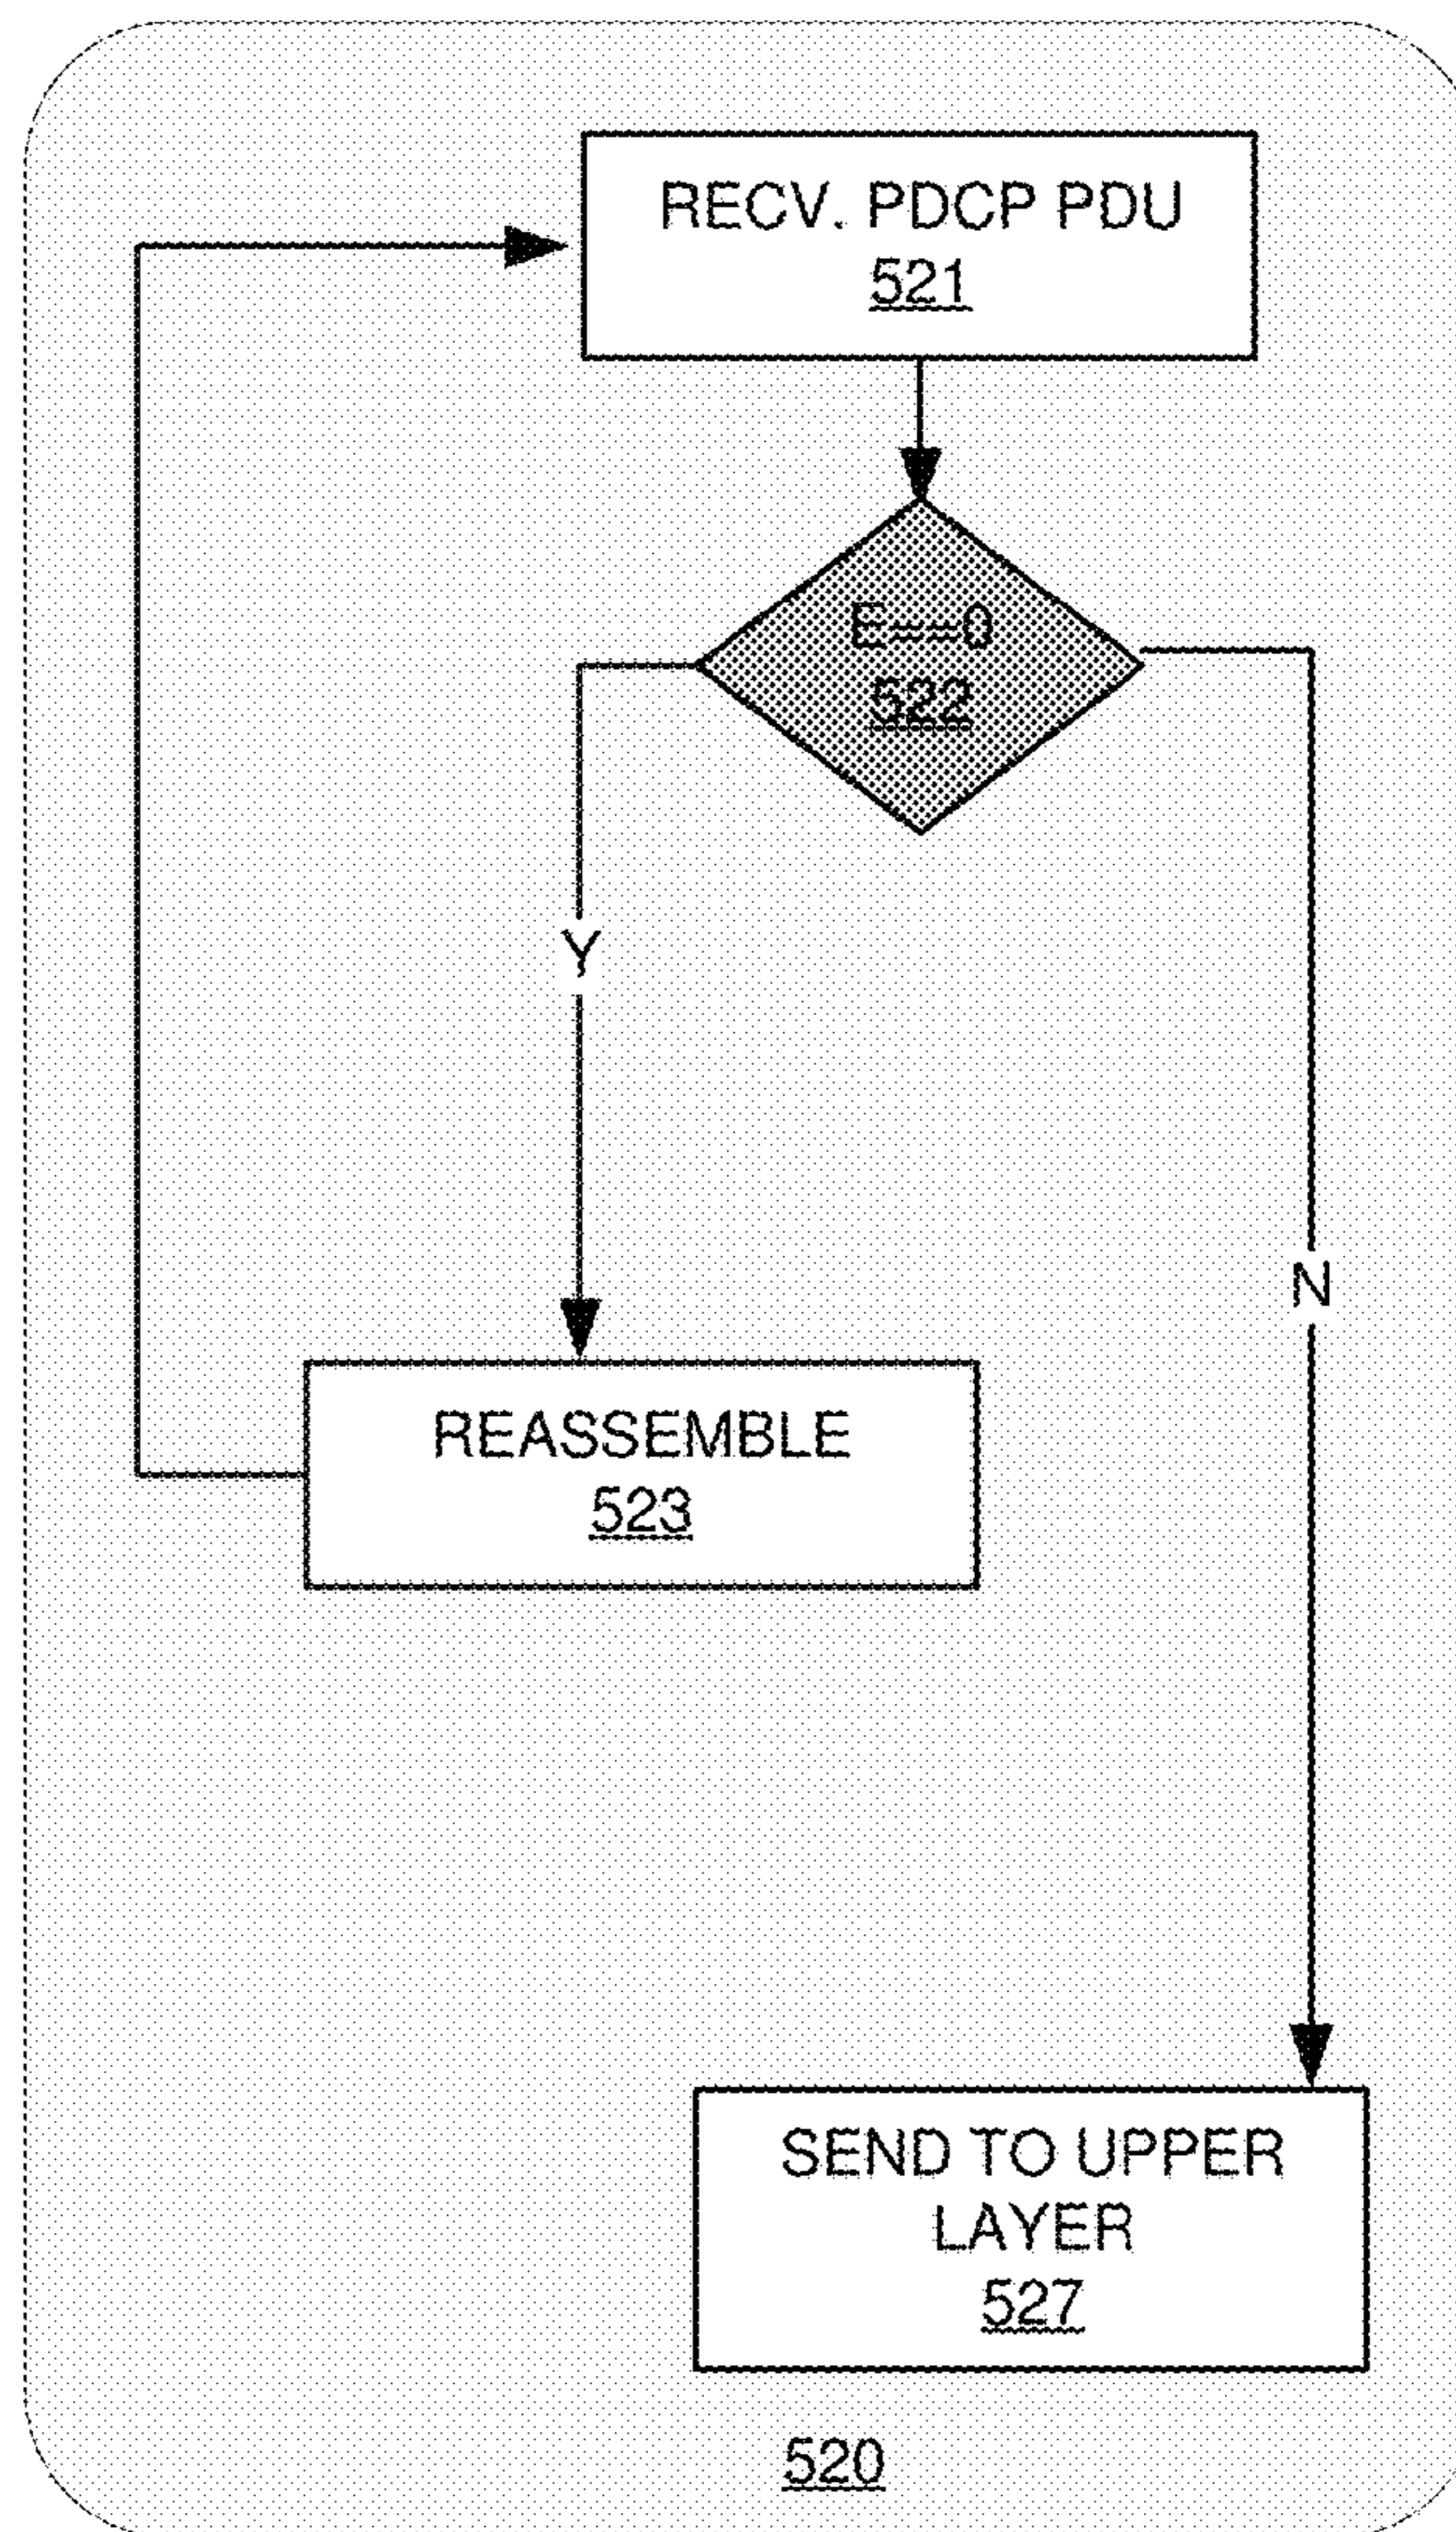 RECV. PDCP PDU
521
E==0
522
Y
N
REASSEMBLE
523
SEND TO UPPER
LAYER
527
520